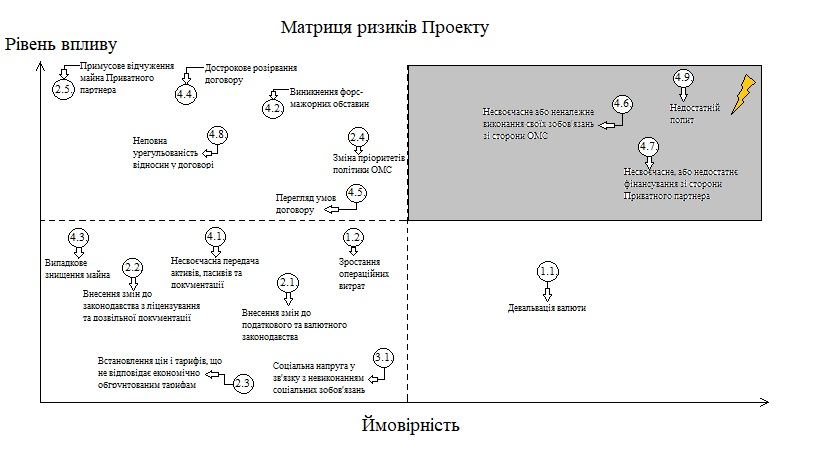 Матриця ризиків Проекту
Рівень впливу
Примусове відчуження
майна Приватного
партнера
2.5.
Дострокове розірвання
договору
4.4.
Виникнення форс-
мажорних обставин
4.2.
4.9.
Недостатній
попит
Несвоєчасне або неналежне
виконання своїх зобов'язань
зі сторони ОМС
4.6
4.8
Неповна
урегульованість
відносин у договорі
2.4
Зміна пріоритетів
політики ОМС
4.7.
Несвоєчасне, або недостатнє
фінансування зі сторони
Приватного партнера
Перегляд умов
договору
4.5.
4.3
Випадкове
знищення майна
4.1.
Несвоєчасна передача
активів, пасивів та
документації
1.2
Зростання
операційних
витрат
2.2
Внесення змін до
законодавства з ліцензування
та дозвільної документації
2.1.
Внесення змін до
податкового та валютного
законодавства
1.1
Девальвація валюти
Встановлення цін і тарифів, що
не відповідає економічно
обгрунтованим тарифам
2.3
Соціальна напруга у
зв'язку з невиконанням
соціальних зобов'язань
3.1
Ймовірність